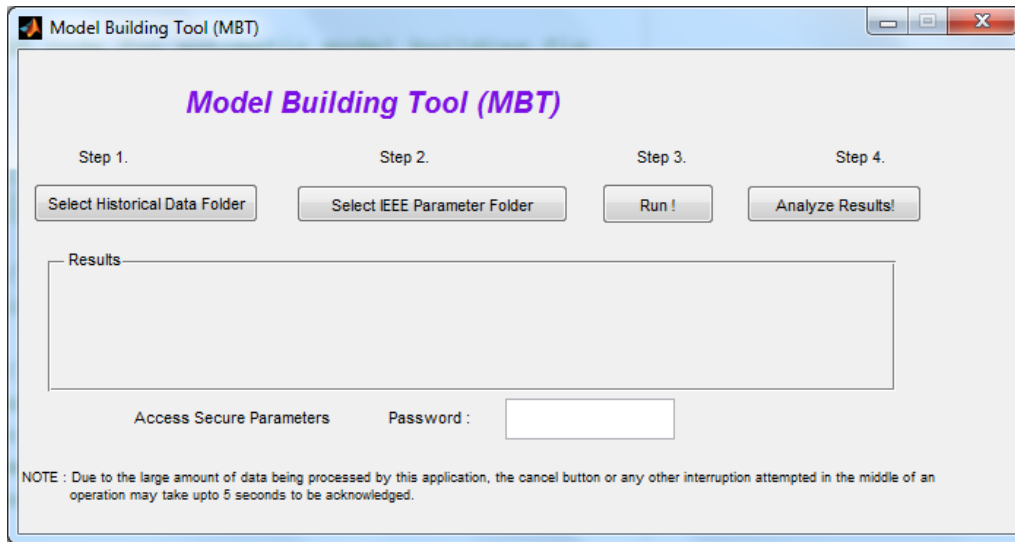 Model Building Tool (MBT)
Model Building Tool (MBT)
Step 1. Step 2. Step 3. Step 4.
Select Historical Data Folder Select IEEE Parameter Folder Run ! Analyze Results!
Results
Access Secure Parameters Password :
NOTE : Due to the large amount of data being processed by this application, the cancel button or any other interruption attempted in the middle of an
operation may take upto 5 seconds to be acknowledged.